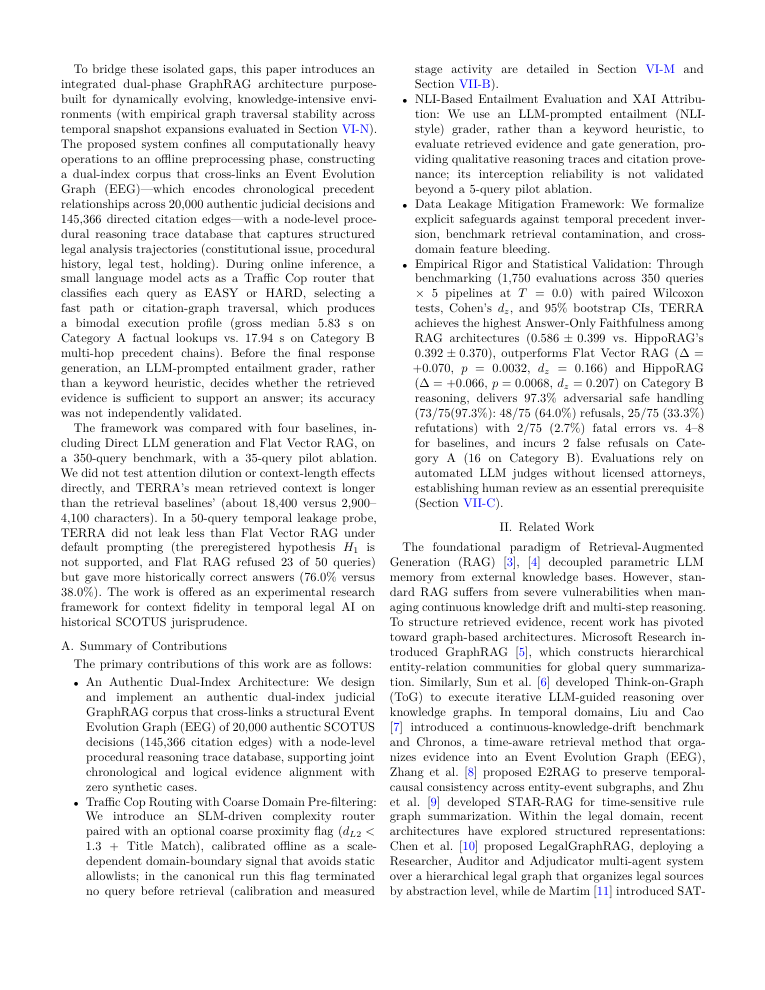 To bridge these isolated gaps, this paper introduces an
integrated dual-phase GraphRAG architecture purpose-
built for dynamically evolving, knowledge-intensive envi-
ronments (with empirical graph traversal stability across
temporal snapshot expansions evaluated in Section VI-N).
The proposed system confines all computationally heavy
operations to an offline preprocessing phase, constructing
a dual-index corpus that cross-links an Event Evolution
Graph (EEG)—which encodes chronological precedent
relationships across 20,000 authentic judicial decisions and
145,366 directed citation edges—with a node-level proce-
dural reasoning trace database that captures structured
legal analysis trajectories (constitutional issue, procedural
history, legal test, holding). During online inference, a
small language model acts as a Traffic Cop router that
classifies each query as EASY or HARD, selecting a
fast path or citation-graph traversal, which produces
a bimodal execution profile (gross median 5.83 s on
Category A factual lookups vs. 17.94 s on Category B
multi-hop precedent chains). Before the final response
generation, an LLM-prompted entailment grader, rather
than a keyword heuristic, decides whether the retrieved
evidence is sufficient to support an answer; its accuracy
was not independently validated.
The framework was compared with four baselines, in-
cluding Direct LLM generation and Flat Vector RAG, on
a 350-query benchmark, with a 35-query pilot ablation.
We did not test attention dilution or context-length effects
directly, and TERRA's mean retrieved context is longer
than the retrieval baselines' (about 18,400 versus 2,900–
4,100 characters). In a 50-query temporal leakage probe,
TERRA did not leak less than Flat Vector RAG under
default prompting (the preregistered hypothesis H1 is
not supported, and Flat RAG refused 23 of 50 queries)
but gave more historically correct answers (76.0% versus
38.0%). The work is offered as an experimental research
framework for context fidelity in temporal legal AI on
historical SCOTUS jurisprudence.
A. Summary of Contributions
The primary contributions of this work are as follows:
• An Authentic Dual-Index Architecture: We design
and implement an authentic dual-index judicial
GraphRAG corpus that cross-links a structural Event
Evolution Graph (EEG) of 20,000 authentic SCOTUS
decisions (145,366 citation edges) with a node-level
procedural reasoning trace database, supporting joint
chronological and logical evidence alignment with
zero synthetic cases.
• Traffic Cop Routing with Coarse Domain Pre-filtering:
We introduce an SLM-driven complexity router
paired with an optional coarse proximity flag (dL2 <
1.3 + Title Match), calibrated offline as a scale-
dependent domain-boundary signal that avoids static
allowlists; in the canonical run this flag terminated
no query before retrieval (calibration and measured
stage activity are detailed in Section VI-M and
Section VII-B).
• NLI-Based Entailment Evaluation and XAI Attribu-
tion: We use an LLM-prompted entailment (NLI-
style) grader, rather than a keyword heuristic, to
evaluate retrieved evidence and gate generation, pro-
viding qualitative reasoning traces and citation prove-
nance; its interception reliability is not validated
beyond a 5-query pilot ablation.
• Data Leakage Mitigation Framework: We formalize
explicit safeguards against temporal precedent inver-
sion, benchmark retrieval contamination, and cross-
domain feature bleeding.
• Empirical Rigor and Statistical Validation: Through
benchmarking (1,750 evaluations across 350 queries
× 5 pipelines at T = 0.0) with paired Wilcoxon
tests, Cohen's dz, and 95% bootstrap CIs, TERRA
achieves the highest Answer-Only Faithfulness among
RAG architectures (0.586 ± 0.399 vs. HippoRAG's
0.392 ± 0.370), outperforms Flat Vector RAG (Δ =
+0.070, p = 0.0032, dz = 0.166) and HippoRAG
(Δ = +0.066, p = 0.0068, dz = 0.207) on Category B
reasoning, delivers 97.3% adversarial safe handling
(73/75(97.3%): 48/75 (64.0%) refusals, 25/75 (33.3%)
refutations) with 2/75 (2.7%) fatal errors vs. 4–8
for baselines, and incurs 2 false refusals on Cate-
gory A (16 on Category B). Evaluations rely on
automated LLM judges without licensed attorneys,
establishing human review as an essential prerequisite
(Section VII-C).
II. Related Work
The foundational paradigm of Retrieval-Augmented
Generation (RAG) [3], [4] decoupled parametric LLM
memory from external knowledge bases. However, stan-
dard RAG suffers from severe vulnerabilities when man-
aging continuous knowledge drift and multi-step reasoning.
To structure retrieved evidence, recent work has pivoted
toward graph-based architectures. Microsoft Research in-
troduced GraphRAG [5], which constructs hierarchical
entity-relation communities for global query summariza-
tion. Similarly, Sun et al. [6] developed Think-on-Graph
(ToG) to execute iterative LLM-guided reasoning over
knowledge graphs. In temporal domains, Liu and Cao
[7] introduced a continuous-knowledge-drift benchmark
and Chronos, a time-aware retrieval method that orga-
nizes evidence into an Event Evolution Graph (EEG),
Zhang et al. [8] proposed E2RAG to preserve temporal-
causal consistency across entity-event subgraphs, and Zhu
et al. [9] developed STAR-RAG for time-sensitive rule
graph summarization. Within the legal domain, recent
architectures have explored structured representations:
Chen et al. [10] proposed LegalGraphRAG, deploying a
Researcher, Auditor and Adjudicator multi-agent system
over a hierarchical legal graph that organizes legal sources
by abstraction level, while de Martim [11] introduced SAT-